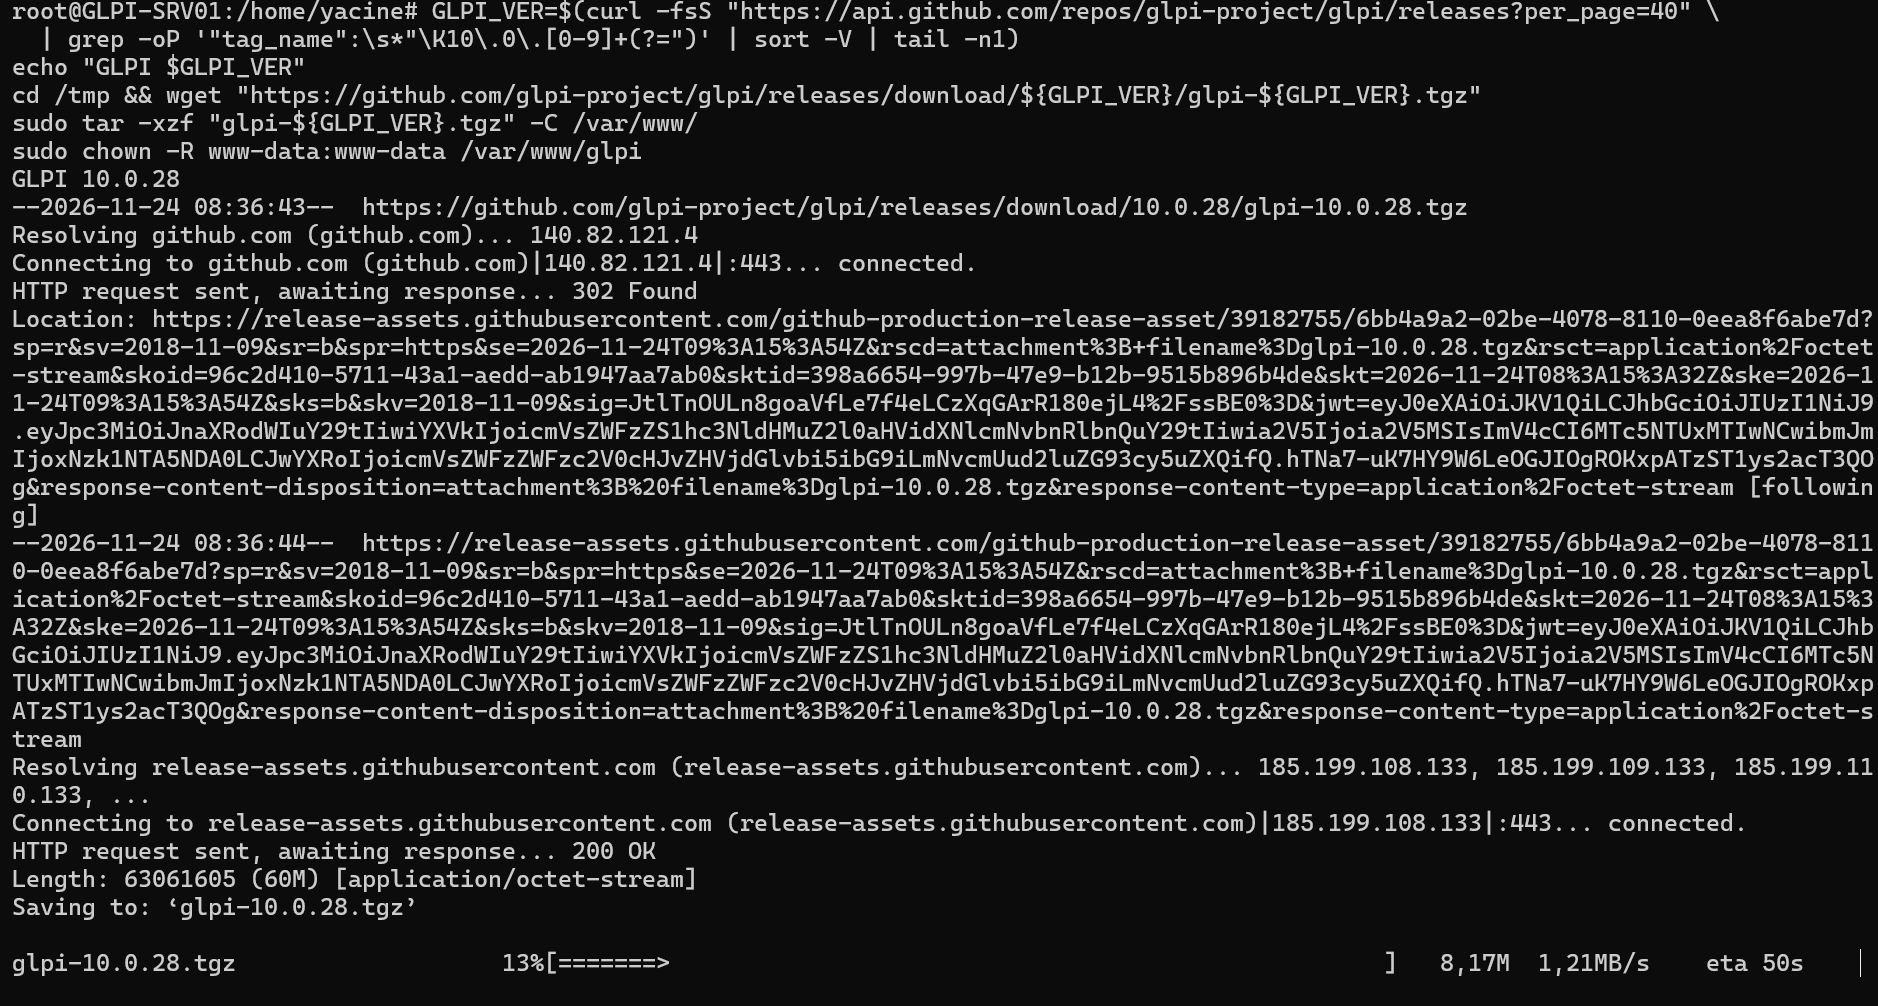 root@GLPI-SRV01:/home/yacine# GLPI_VER=$(curl -fsS "https://api.github.com/repos/glpi-project/glpi/releases?per_page=40" \
  | grep -oP '"tag_name":\s*"\K10\.0\.[0-9]+(?=")' | sort -V | tail -n1)
echo "GLPI $GLPI_VER"
cd /tmp && wget "https://github.com/glpi-project/glpi/releases/download/${GLPI_VER}/glpi-${GLPI_VER}.tgz"
sudo tar -xzf "glpi-${GLPI_VER}.tgz" -C /var/www/
sudo chown -R www-data:www-data /var/www/glpi
GLPI 10.0.28
--2026-11-24 08:36:43--  https://github.com/glpi-project/glpi/releases/download/10.0.28/glpi-10.0.28.tgz
Resolving github.com (github.com)... 140.82.121.4
Connecting to github.com (github.com)|140.82.121.4|:443... connected.
HTTP request sent, awaiting response... 302 Found
Location: https://release-assets.githubusercontent.com/github-production-release-asset/39182755/6bb4a9a2-02be-4078-8110-0eea8f6abe7d?
sp=r&sv=2018-11-09&sr=b&spr=https&se=2026-11-24T09%3A15%3A54Z&rscd=attachment%3B+filename%3Dglpi-10.0.28.tgz&rsct=application%2Foctet
-stream&skoid=96c2d410-5711-43a1-aedd-ab1947aa7ab0&sktid=398a6654-997b-47e9-b12b-9515b896b4de&skt=2026-11-24T08%3A15%3A32Z&ske=2026-1
1-24T09%3A15%3A54Z&sks=b&skv=2018-11-09&sig=JtlTnOULn8goaVfLe7f4eLCzXqGArR180ejL4%2FssBE0%3D&jwt=eyJ0eXAiOiJKV1QiLCJhbGciOiJIUzI1NiJ9
.eyJpc3MiOiJnaXRodWIuY29tIiwiYXVkIjoicmVsZWFzZS1hc3NldHMuZ2l0aHVidXNlcmNvbnRlbnQuY29tIiwia2V5Ijoia2V5MSIsImV4cCI6MTc5NTUxMTIwNCwibmJm
IjoxNzk1NTA5NDA0LCJwYXRoIjoicmVsZWFzZWFzc2V0cHJvZHVjdGlvbi5ibG9iLmNvcmUud2luZG93cy5uZXQifQ.hTNa7-uK7HY9W6LeOGJIOgROKxpATzST1ys2acT3QO
g&response-content-disposition=attachment%3B%20filename%3Dglpi-10.0.28.tgz&response-content-type=application%2Foctet-stream [followin
g]
--2026-11-24 08:36:44--  https://release-assets.githubusercontent.com/github-production-release-asset/39182755/6bb4a9a2-02be-4078-811
0-0eea8f6abe7d?sp=r&sv=2018-11-09&sr=b&spr=https&se=2026-11-24T09%3A15%3A54Z&rscd=attachment%3B+filename%3Dglpi-10.0.28.tgz&rsct=appl
ication%2Foctet-stream&skoid=96c2d410-5711-43a1-aedd-ab1947aa7ab0&sktid=398a6654-997b-47e9-b12b-9515b896b4de&skt=2026-11-24T08%3A15%3
A32Z&ske=2026-11-24T09%3A15%3A54Z&sks=b&skv=2018-11-09&sig=JtlTnOULn8goaVfLe7f4eLCzXqGArR180ejL4%2FssBE0%3D&jwt=eyJ0eXAiOiJKV1QiLCJhb
GciOiJIUzI1NiJ9.eyJpc3MiOiJnaXRodWIuY29tIiwiYXVkIjoicmVsZWFzZS1hc3NldHMuZ2l0aHVidXNlcmNvbnRlbnQuY29tIiwia2V5Ijoia2V5MSIsImV4cCI6MTc5N
TUxMTIwNCwibmJmIjoxNzk1NTA5NDA0LCJwYXRoIjoicmVsZWFzZWFzc2V0cHJvZHVjdGlvbi5ibG9iLmNvcmUud2luZG93cy5uZXQifQ.hTNa7-uK7HY9W6LeOGJIOgROKxp
ATzST1ys2acT3QOg&response-content-disposition=attachment%3B%20filename%3Dglpi-10.0.28.tgz&response-content-type=application%2Foctet-s
tream
Resolving release-assets.githubusercontent.com (release-assets.githubusercontent.com)... 185.199.108.133, 185.199.109.133, 185.199.11
0.133, ...
Connecting to release-assets.githubusercontent.com (release-assets.githubusercontent.com)|185.199.108.133|:443... connected.
HTTP request sent, awaiting response... 200 OK
Length: 63061605 (60M) [application/octet-stream]
Saving to: ‘glpi-10.0.28.tgz’

glpi-10.0.28.tgz                   13%[=======>                                                   ]   8,17M  1,21MB/s    eta 50s